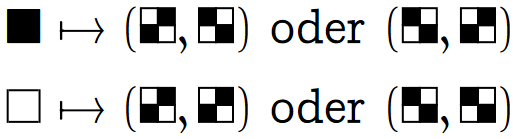 ■ ↦ ( , ) oder ( , )
□ ↦ ( , ) oder ( , )